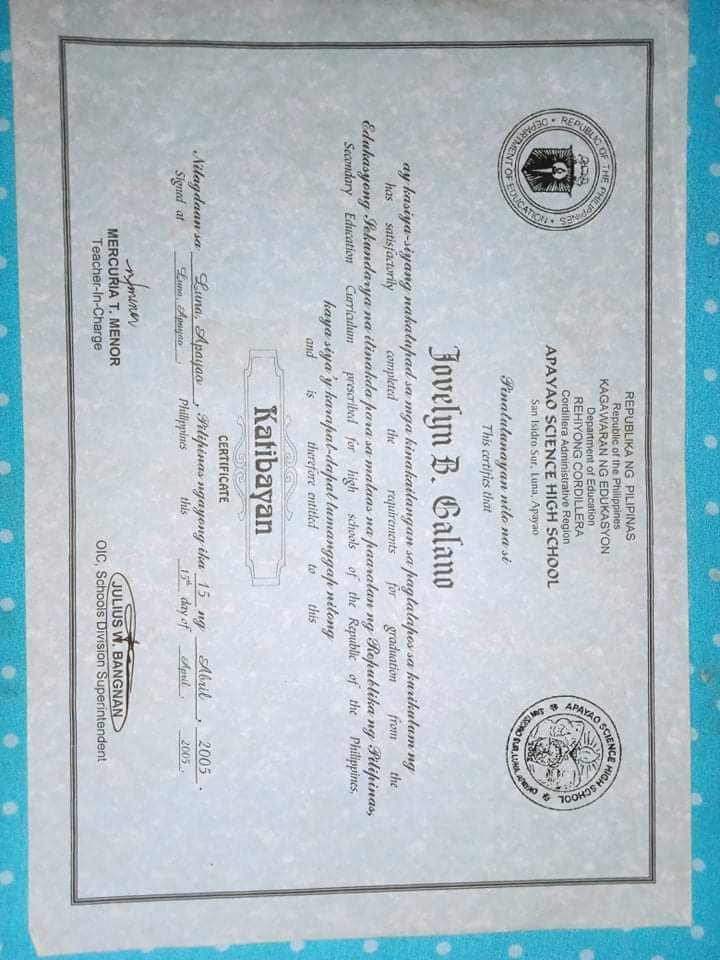 REPUBLIKA NG PILIPINAS
Republic of the Philippines
KAGAWARAN NG EDUKASYON
Department of Education
REHIYONG CORDILLERA
Cordillera Administrative Region
APAYAO SCIENCE HIGH SCHOOL
San Isidro Sur, Luna, Apayao
REPUBLIC OF THE PHILIPPINES
DEPARTMENT OF EDUCATION
APAYAO SCIENCE HIGH SCHOOL
SAN ISIDRO SUR, LUNA
2002
Pinatutunayan nito na si
This certifies that
Jovelyn B. Galano
ay kasiya-siyang nakatupad sa mga kinakailangan sa pagtatapos sa kurikulum ng
has satisfactorily completed the requirements for graduation from the
Edukasyong Sekundarya na itinakda para sa mataas na paaralan ng Republika ng Pilipinas,
Secondary Education Curriculum prescribed for high schools of the Republic of the Philippines,
kaya siya'y karapat-dapat tumanggap nitong
and is therefore entitled to this
Katibayan
CERTIFICATE
Nilagdaan sa Luna, Apayao, Pilipinas ngayong ika 15 ng Abril, 2005.
Signed at Luna, Apayao, Philippines this 15th day of April, 2005.
MERCURIA T. MENOR
Teacher-In-Charge
JULIUS W. BANGNAN
OIC, Schools Division Superintendent